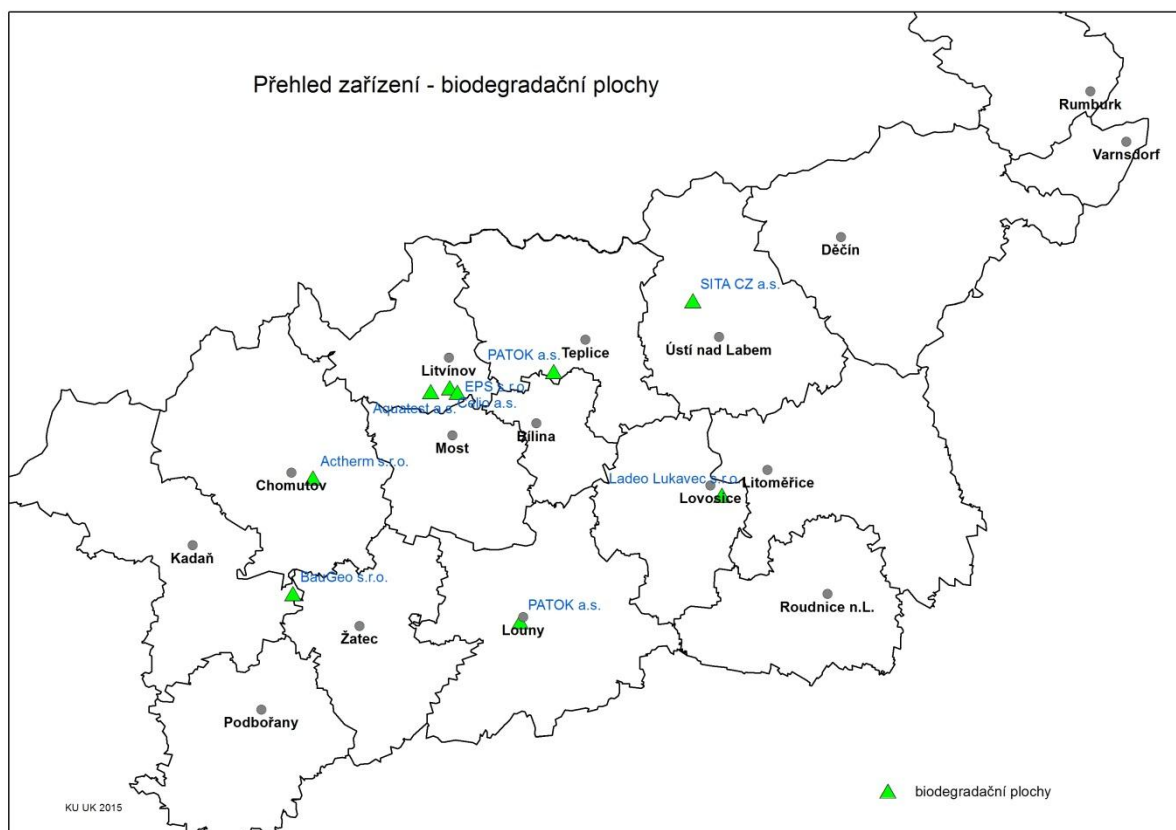 Přehled zařízení - biodegradační plochy
Rumburk
Varnsdorf
Děčín
SITA CZ a.s.
Ústí nad Labem
Teplice
PATOK a.s.
Litvínov
EPS s.r.o.
Celio a.s.
Aquatest a.s.
Bílina
Most
Actherm s.r.o.
Chomutov
Ladeo Lukavec s.r.o.
Litoměřice
Lovosice
Kadaň
BauGeo s.r.o.
Roudnice n.L.
PATOK a.s.
Louny
Žatec
Podbořany
biodegradační plochy
KU UK 2015